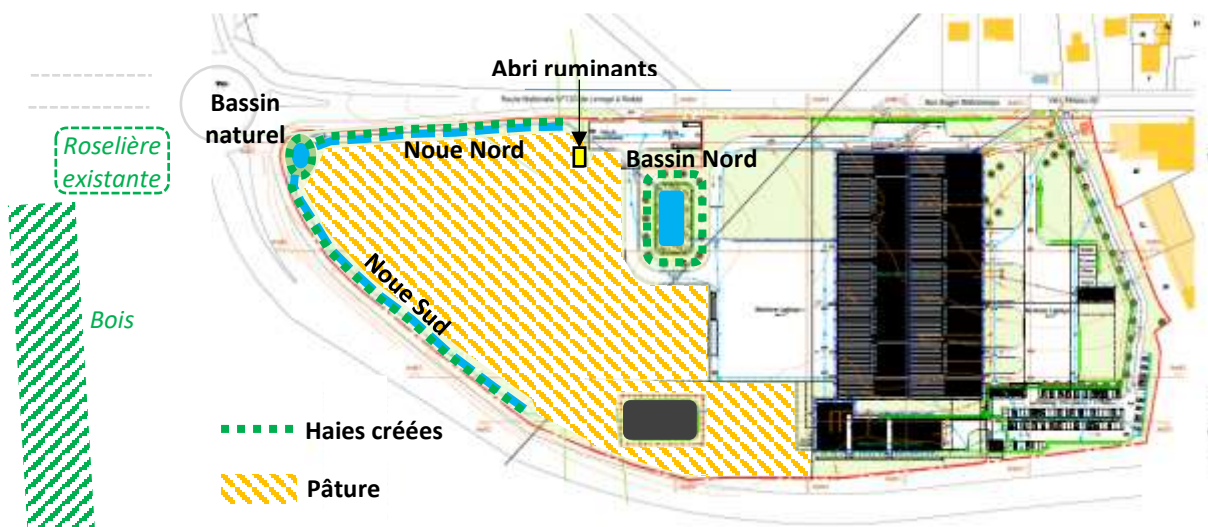 Abri ruminants
Bassin
naturel
Roselière
existante
Noue Nord
Bassin Nord
Noue Sud
Bois
Haies créées
Pâture